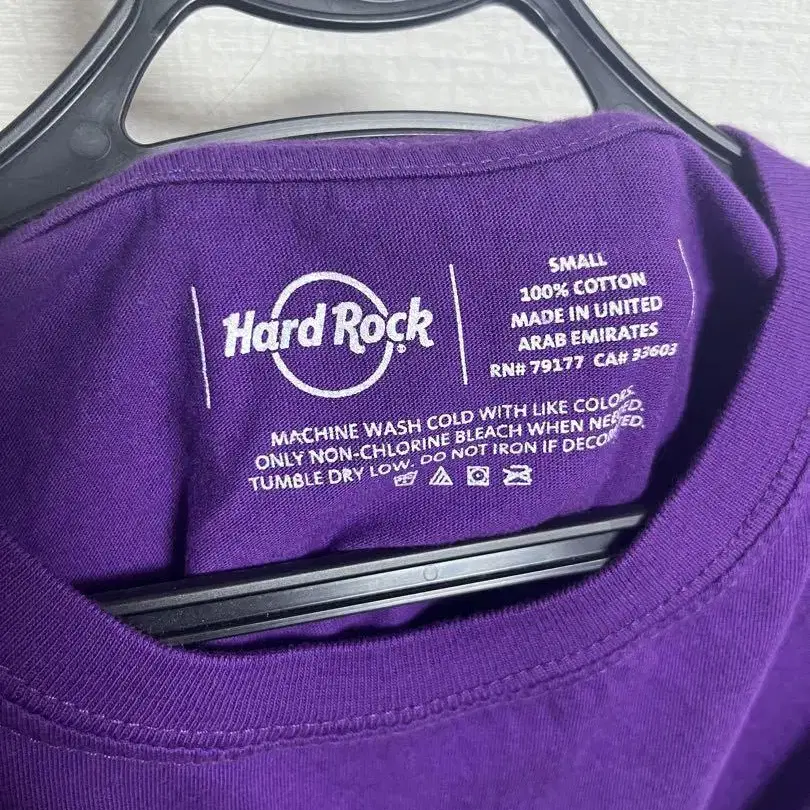 Hard Rock
SMALL
100% COTTON
MADE IN UNITED
ARAB EMIRATES
RN# 79177 CA# 33603
MACHINE WASH COLD WITH LIKE COLORS.
ONLY NON-CHLORINE BLEACH WHEN NEEDED.
TUMBLE DRY LOW. DO NOT IRON IF DECORATED.